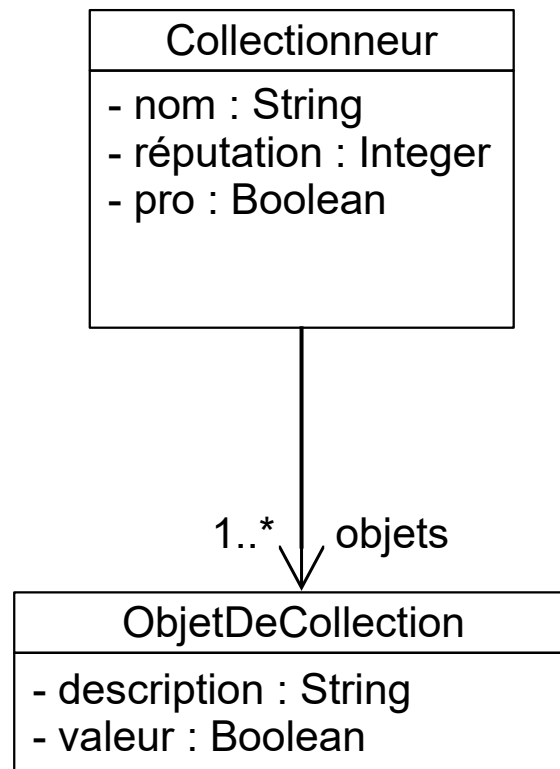 Collectionneur
- nom : String
- réputation : Integer
- pro : Boolean
1..* objets
ObjetDeCollection
- description : String
- valeur : Boolean